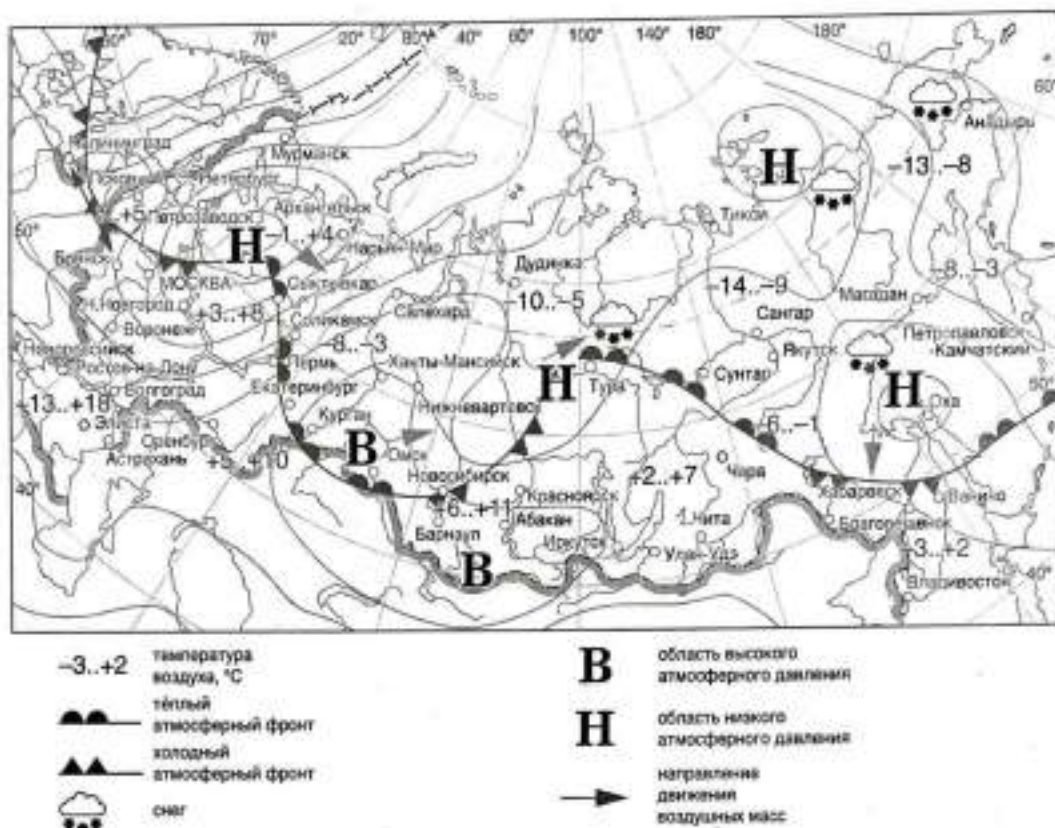 70° 20° 80° 40° 60° 100° 140° 180° 180°
60°
Анадырь
Калининград
Мурманск
Н
−13..−8
Петрозаводск
Архангельск
Тикси
50°
Н −1..+4
Нарьян-Мар
Брянск
Дудинка
−8..−3
МОСКВА
Сыктывкар
−10..−5
−14..−9
Магадан
Н.Новгород
+3..+8
Салехард
Сангар
Воронеж
Соликамск
Петропавловск-
Камчатский
Новороссийск
−8..−3
Якутск
Ростов-на-Дону
Пермь
Ханты-Мансийск
Тура
Сунтар
Н
Н
50°
Волгоград
Екатеринбург
Нижневартовск
Оха
−13..+18
Курган
−6..−1
Элиста
В
Оренбург
Омск
+2..+7
Чара
Астрахань
+5..+10
Новосибирск
Хабаровск
Ванино
40°
+6..+11
Красноярск
Барнаул
Абакан
Чита
Благовещенск
Иркутск
Улан-Удэ
−3..+2
В
40°
Владивосток
−3..+2
температура
воздуха, °С
тёплый
атмосферный фронт
холодный
атмосферный фронт
снег
В
область высокого
атмосферного давления
Н
область низкого
атмосферного давления
направление
движения
воздушных масс